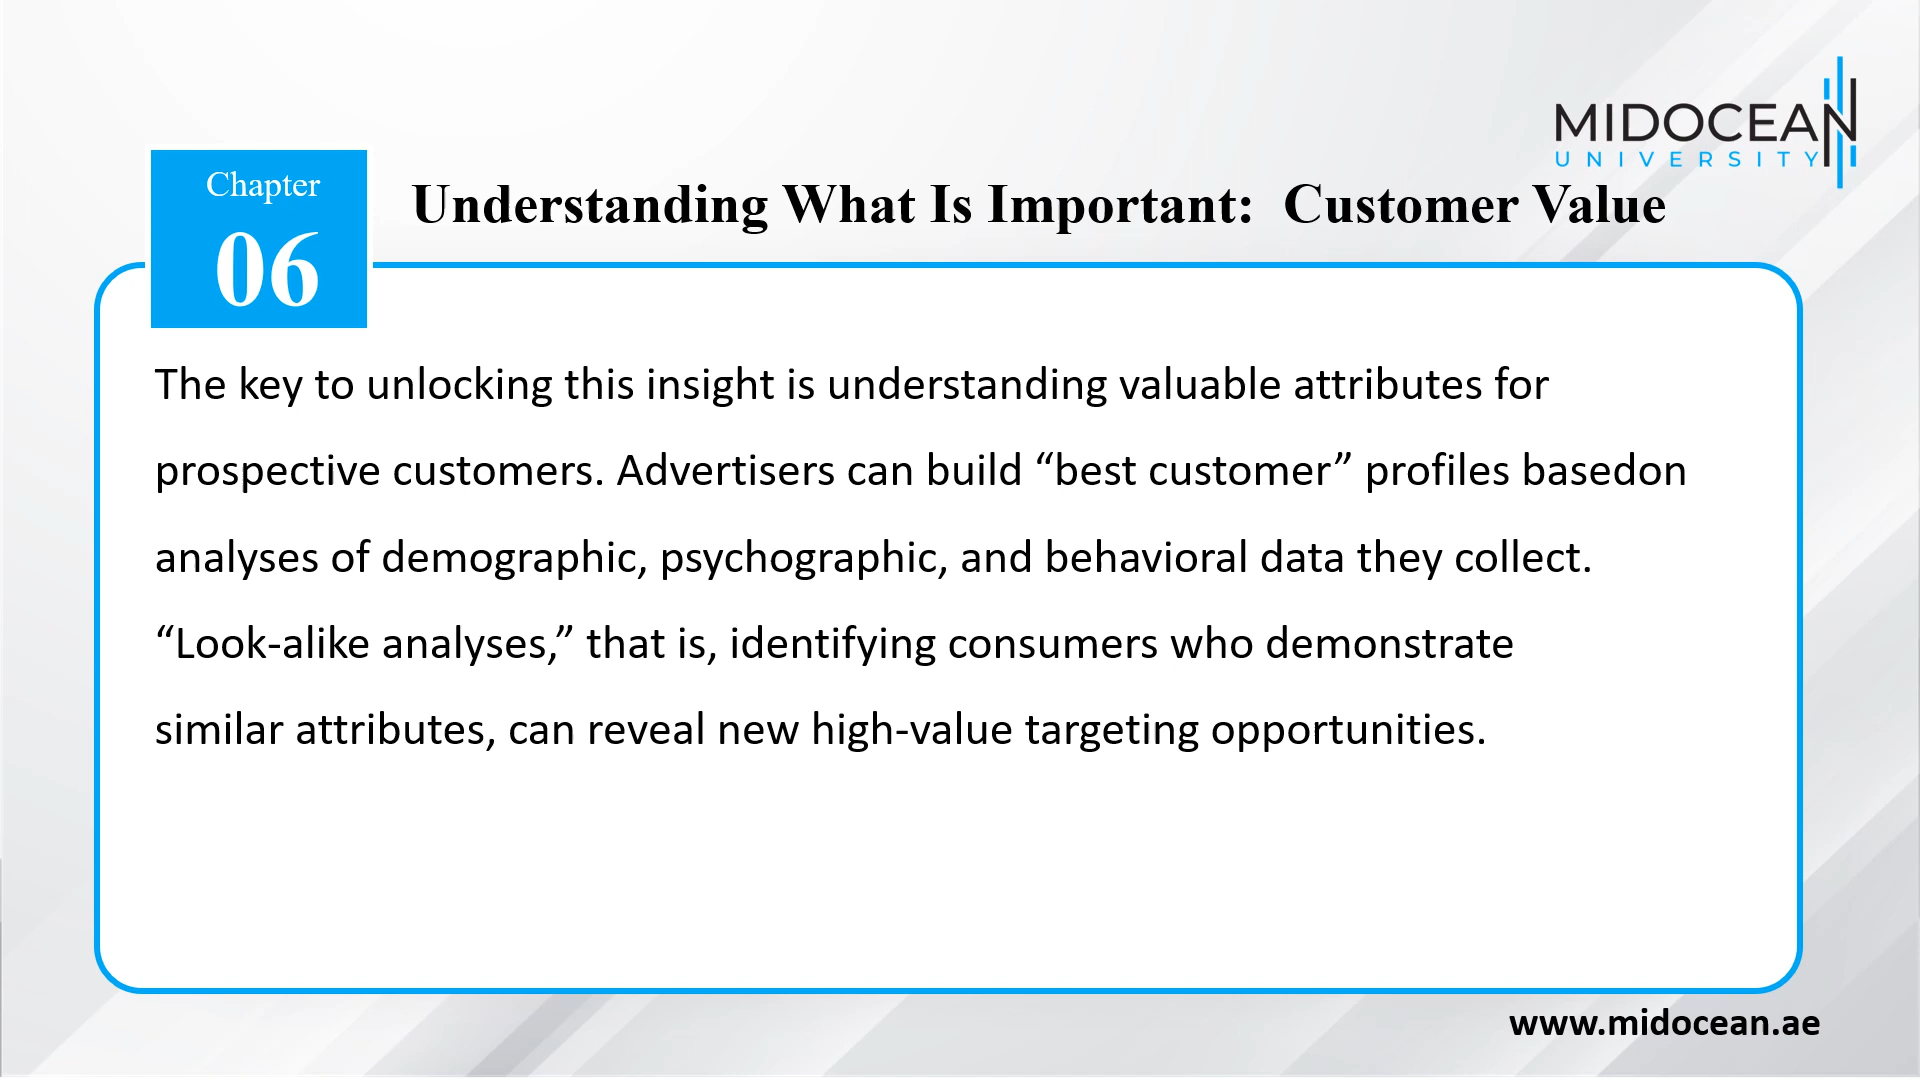 MIDOCEAN
UNIVERSITY
Chapter
06
Understanding What Is Important:  Customer Value
The key to unlocking this insight is understanding valuable attributes for
prospective customers. Advertisers can build “best customer” profiles basedon
analyses of demographic, psychographic, and behavioral data they collect.
“Look-alike analyses,” that is, identifying consumers who demonstrate
similar attributes, can reveal new high-value targeting opportunities.
www.midocean.ae